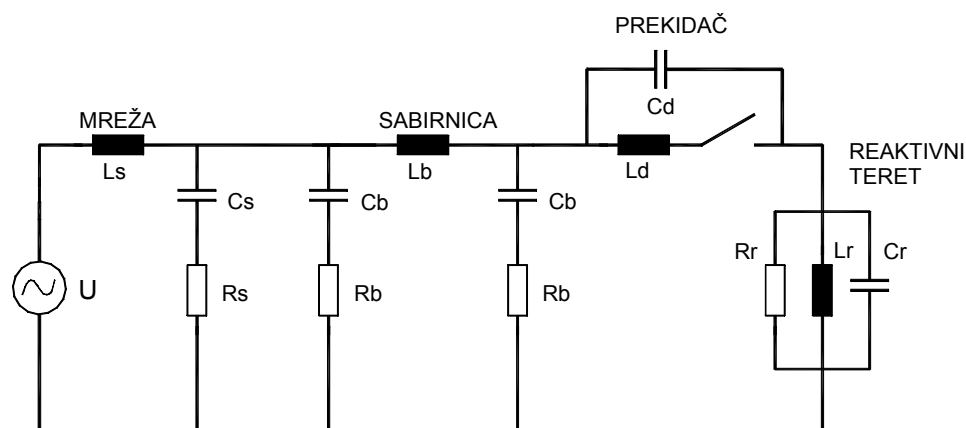 PREKIDAČ
Cd
MREŽA
SABIRNICA
Ls
Lb
Ld
REAKTIVNI
TERET
Cs
Cb
Cb
Rr
Lr
Cr
U
Rs
Rb
Rb